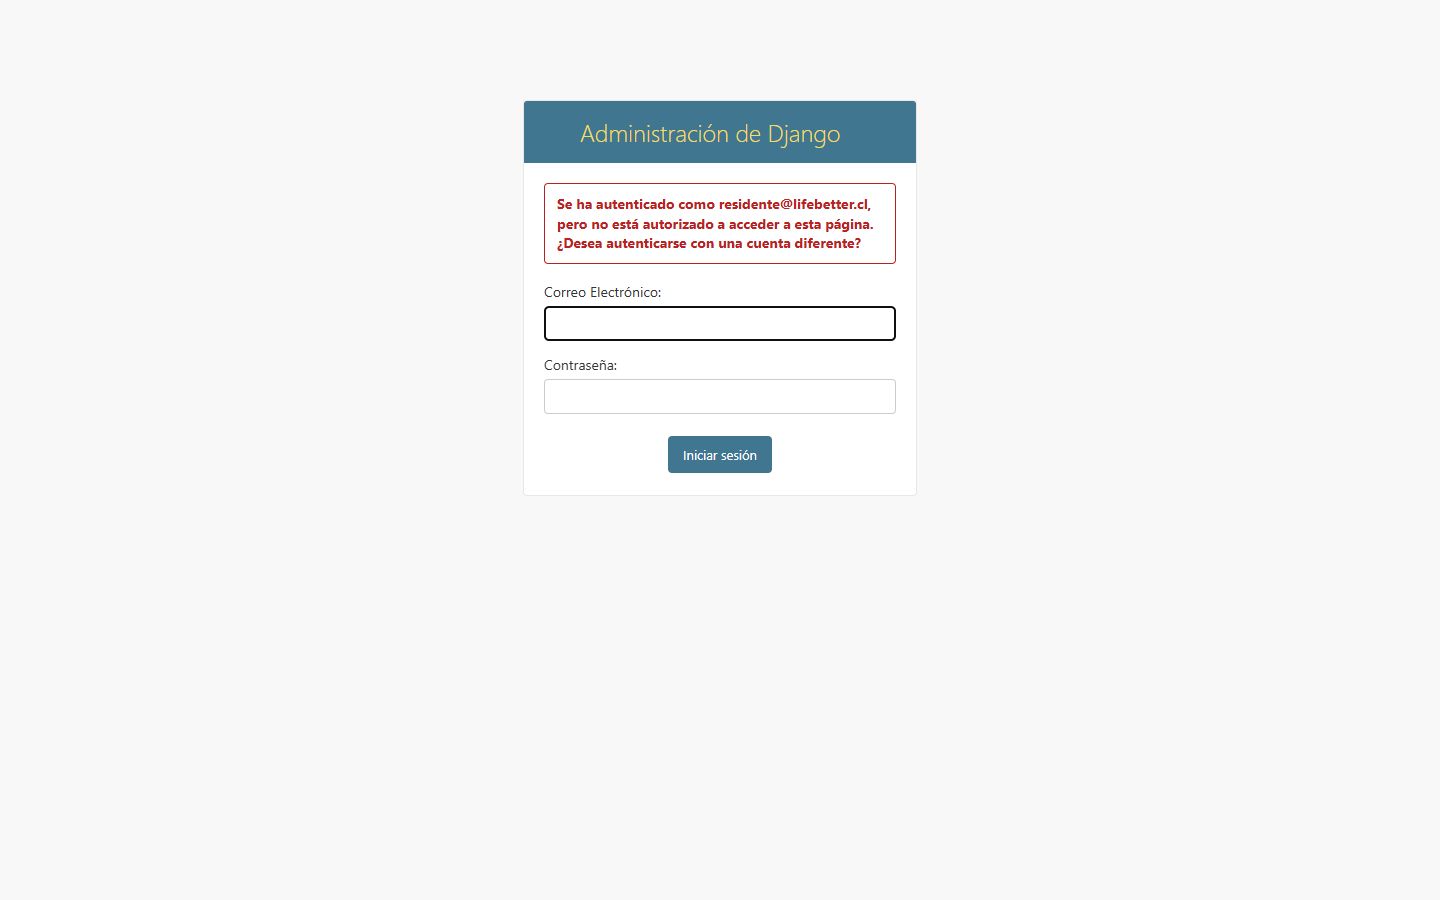 Administración de Django
Se ha autenticado como residente@lifebetter.cl,
pero no está autorizado a acceder a esta página.
¿Desea autenticarse con una cuenta diferente?
Correo Electrónico:
Contraseña:
Iniciar sesión